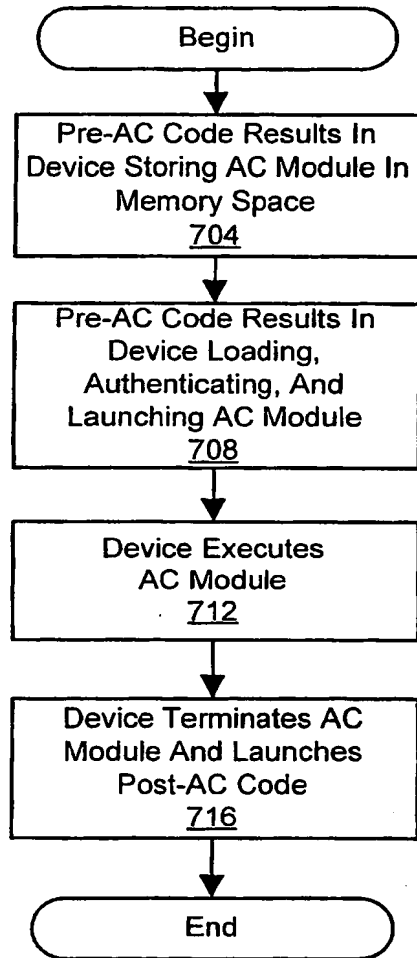 Begin
Pre-AC Code Results In
Device Storing AC Module In
Memory Space
704
Pre-AC Code Results In
Device Loading,
Authenticating, And
Launching AC Module
708
Device Executes
AC Module
712
Device Terminates AC
Module And Launches
Post-AC Code
716
End